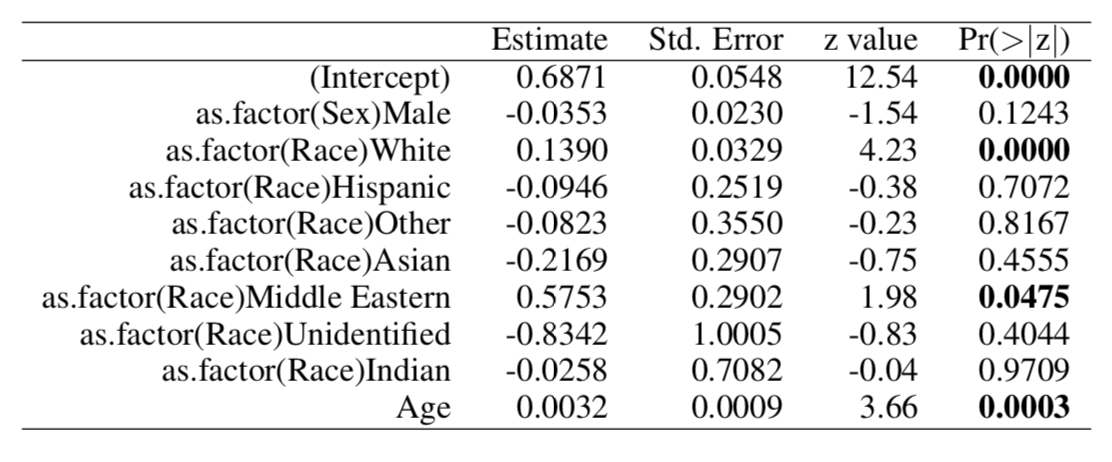 Estimate Std. Error z value Pr(>|z|)
(Intercept) 0.6871 0.0548 12.54 0.0000
as.factor(Sex)Male -0.0353 0.0230 -1.54 0.1243
as.factor(Race)White 0.1390 0.0329 4.23 0.0000
as.factor(Race)Hispanic -0.0946 0.2519 -0.38 0.7072
as.factor(Race)Other -0.0823 0.3550 -0.23 0.8167
as.factor(Race)Asian -0.2169 0.2907 -0.75 0.4555
as.factor(Race)Middle Eastern 0.5753 0.2902 1.98 0.0475
as.factor(Race)Unidentified -0.8342 1.0005 -0.83 0.4044
as.factor(Race)Indian -0.0258 0.7082 -0.04 0.9709
Age 0.0032 0.0009 3.66 0.0003